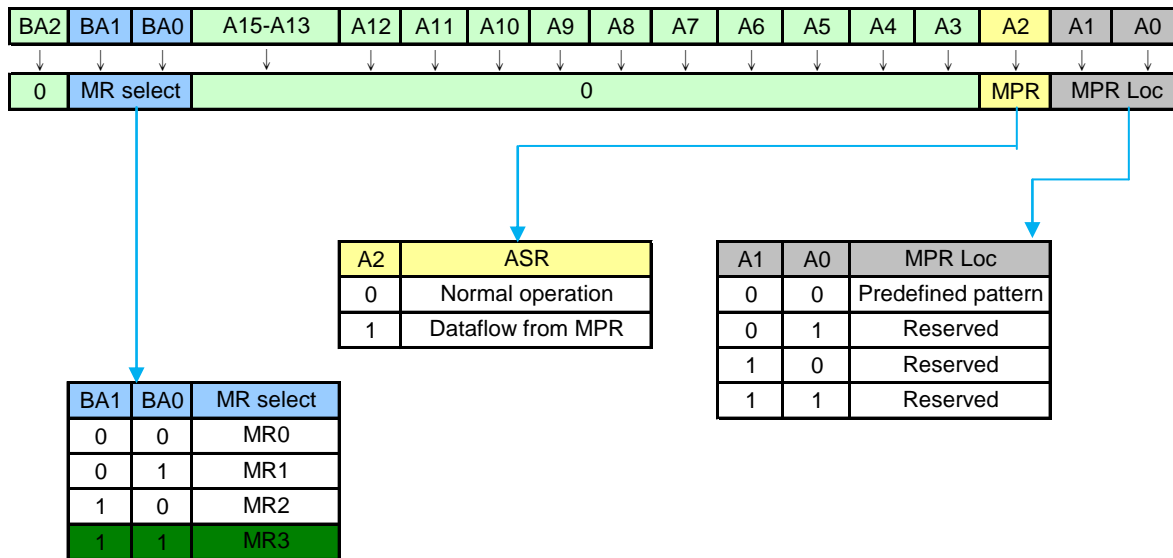 BA2 BA1 BA0 A15-A13 A12 A11 A10 A9 A8 A7 A6 A5 A4 A3 A2 A1 A0
0 MR select 0 MPR MPR Loc
A2 ASR
0 Normal operation
1 Dataflow from MPR
A1 A0 MPR Loc
0 0 Predefined pattern
0 1 Reserved
1 0 Reserved
1 1 Reserved
BA1 BA0 MR select
0 0 MR0
0 1 MR1
1 0 MR2
1 1 MR3